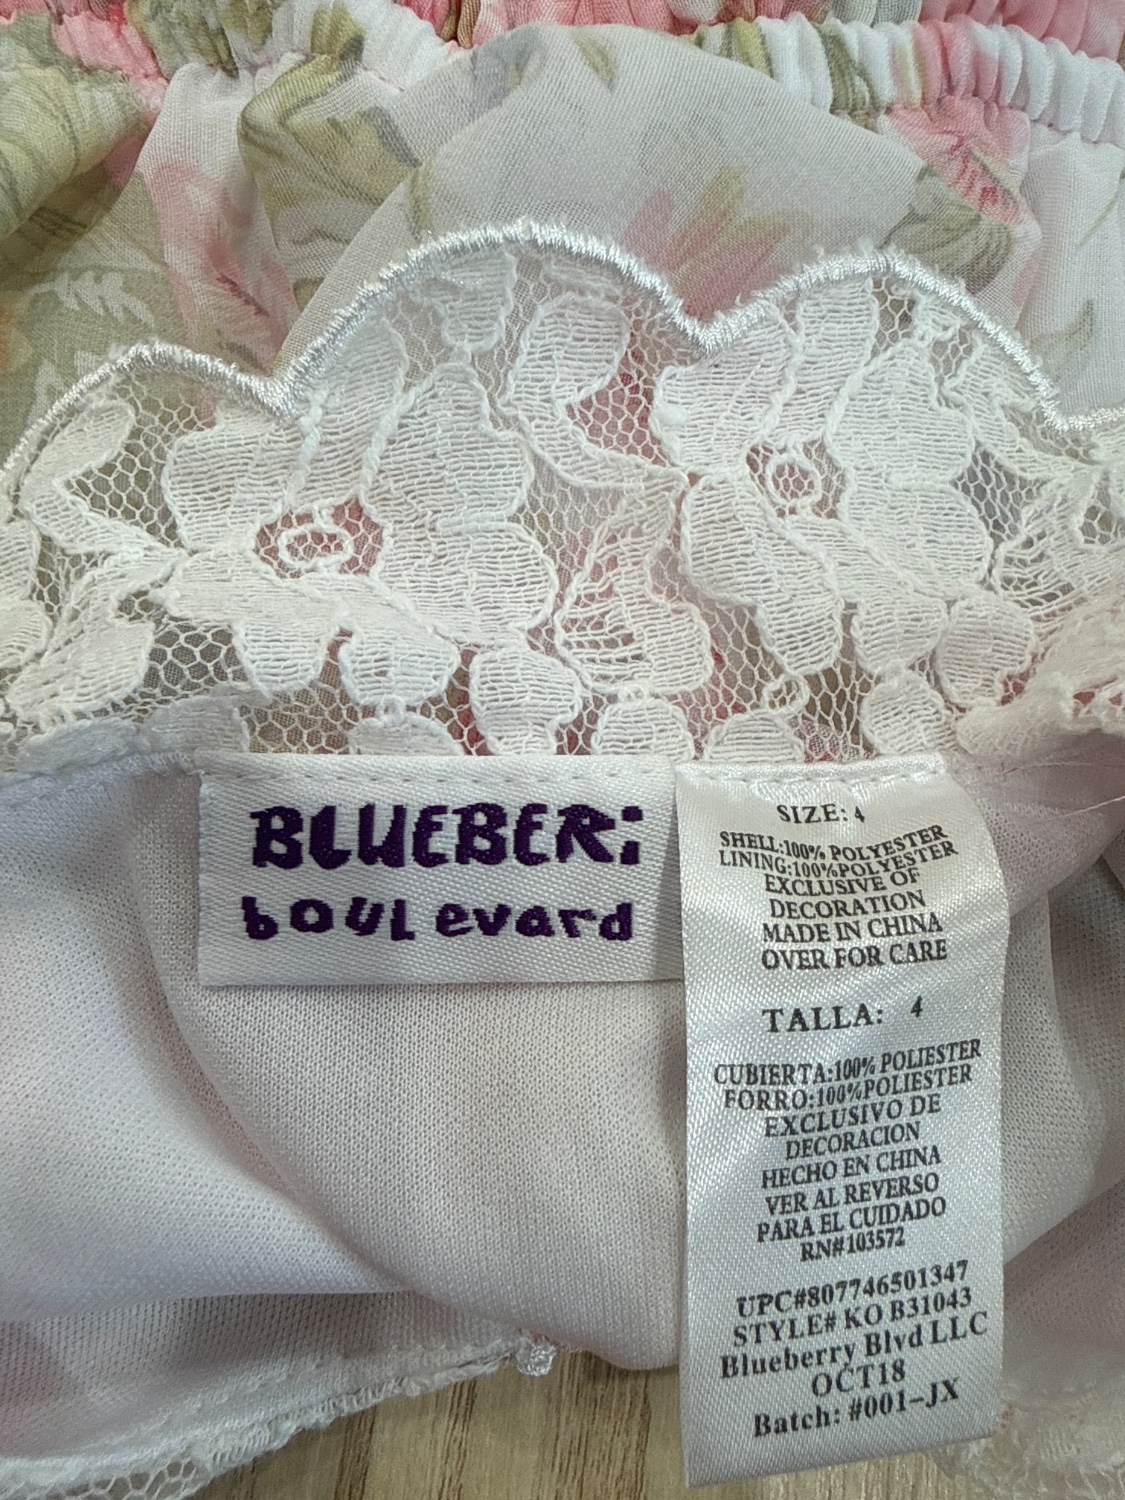 BLUEBERi
boulevard
SIZE: 4
SHELL:100% POLYESTER
LINING:100%POLYESTER
EXCLUSIVE OF
DECORATION
MADE IN CHINA
OVER FOR CARE
TALLA: 4
CUBIERTA:100% POLIESTER
FORRO:100%POLIESTER
EXCLUSIVO DE
DECORACION
HECHO EN CHINA
VER AL REVERSO
PARA EL CUIDADO
RN#103572
UPC#807746501347
STYLE# KO B31043
Blueberry Blvd LLC
OCT18
Batch: #001-JX